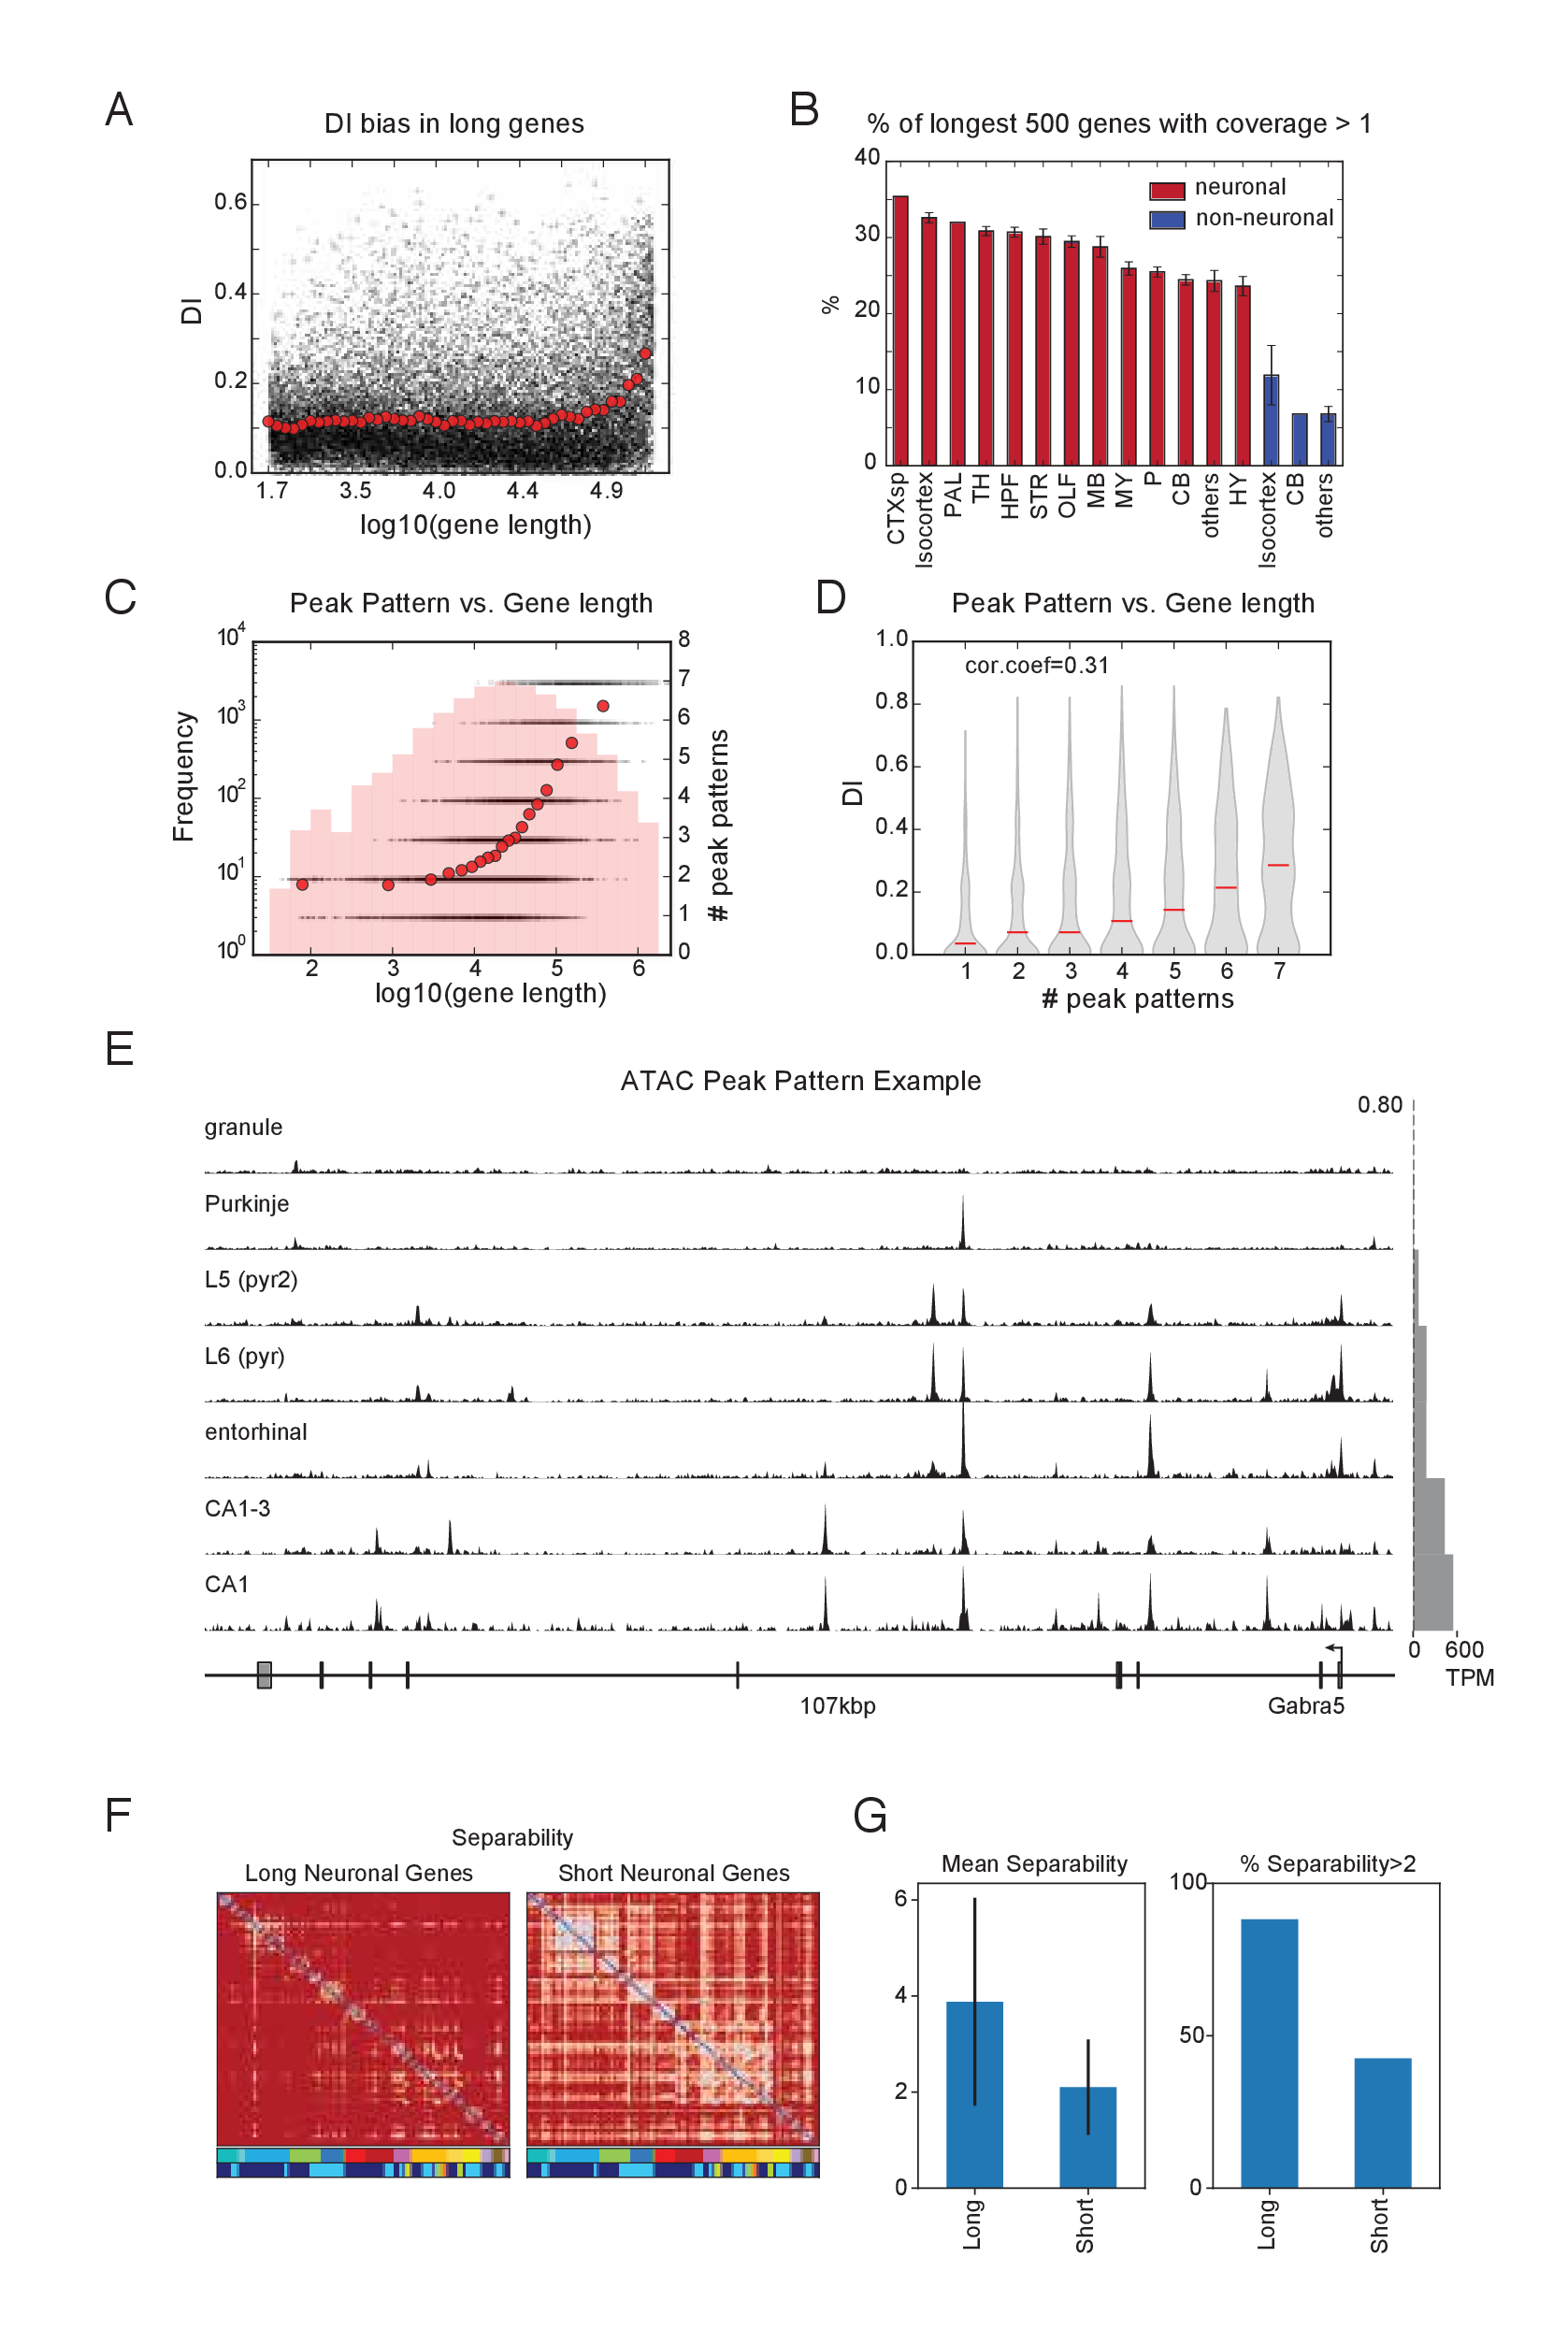 A
DI bias in long genes
DI
0.6
0.4
0.2
0.0
1.7 3.5 4.0 4.4 4.9
log10(gene length)
B
% of longest 500 genes with coverage > 1
%
40
30
20
10
0
neuronal
non-neuronal
CTXsp
Isocortex
PAL
TH
HPF
STR
OLF
MB
MY
P
CB
others
HY
Isocortex
CB
others
C
Peak Pattern vs. Gene length
Frequency
10^4
10^3
10^2
10^1
10^0
8
7
6
5
4
3
2
1
0
# peak patterns
2 3 4 5 6
log10(gene length)
D
Peak Pattern vs. Gene length
cor.coef=0.31
DI
1.0
0.8
0.6
0.4
0.2
0.0
1 2 3 4 5 6 7
# peak patterns
E
ATAC Peak Pattern Example
0.80
granule
Purkinje
L5 (pyr2)
L6 (pyr)
entorhinal
CA1-3
CA1
0 600
TPM
107kbp
Gabra5
F
Separability
Long Neuronal Genes
Short Neuronal Genes
G
Mean Separability
6
4
2
0
Long
Short
% Separability>2
100
50
0
Long
Short